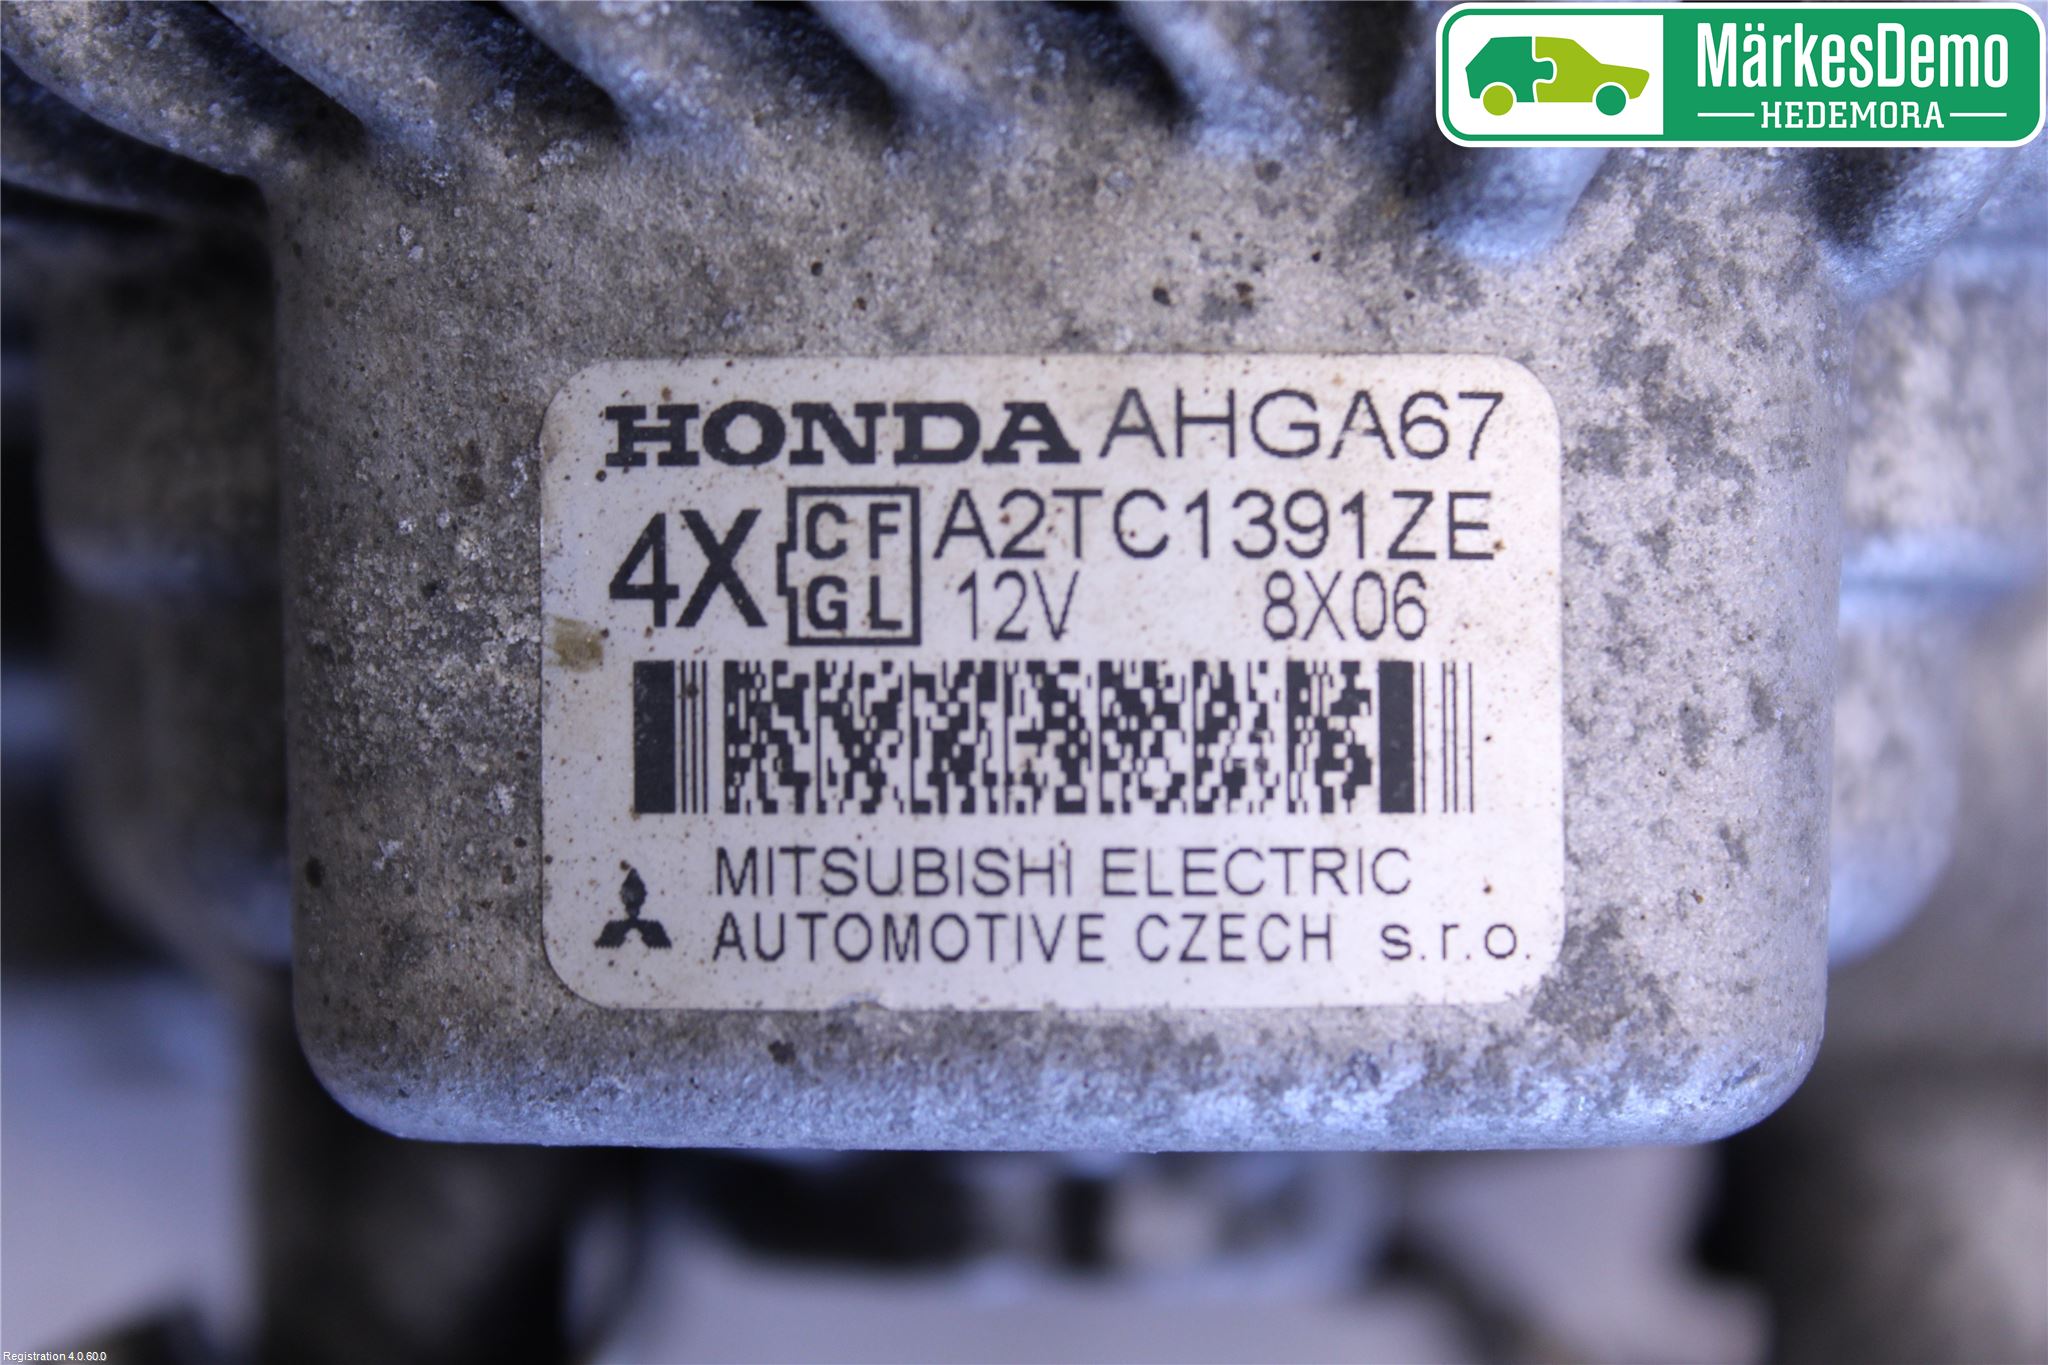 MärkesDemo
HEDEMORA
HONDA AHGA67
4X CF GL A2TC1391ZE
12V 8X06
MITSUBISHI ELECTRIC
AUTOMOTIVE CZECH s.r.o.
Registration 4.0.60.0